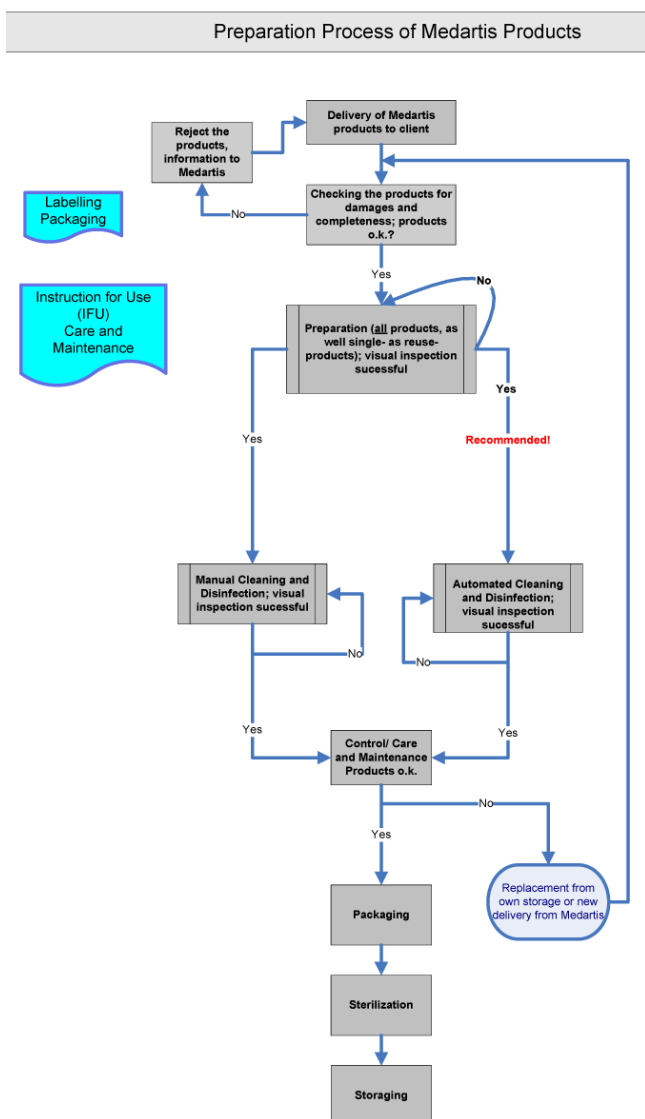 Preparation Process of Medartis Products
Delivery of Medartis
products to client
Reject the
products,
information to
Medartis
Labelling
Packaging
Checking the products for
damages and
completeness; products
o.k.?
No
Yes
Instruction for Use
(IFU)
Care and
Maintenance
No
Preparation (all products, as
well single- as reuse-
products); visual inspection
sucessful
Yes
Yes
Recommended!
Manual Cleaning and
Disinfection; visual
inspection sucessful
Automated Cleaning
and Disinfection;
visual inspection
sucessful
No
No
Yes
Yes
Control/ Care
and Maintenance
Products o.k.
No
Yes
Replacement from
own storage or new
delivery from Medartis
Packaging
Sterilization
Storaging